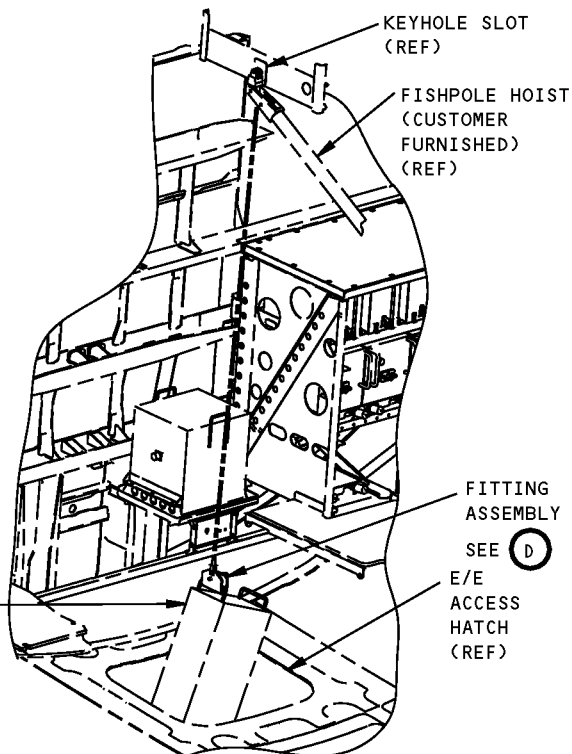 KEYHOLE SLOT
(REF)
FISHPOLE HOIST
(CUSTOMER
FURNISHED)
(REF)
FITTING
ASSEMBLY
SEE D
E/E
ACCESS
HATCH
(REF)